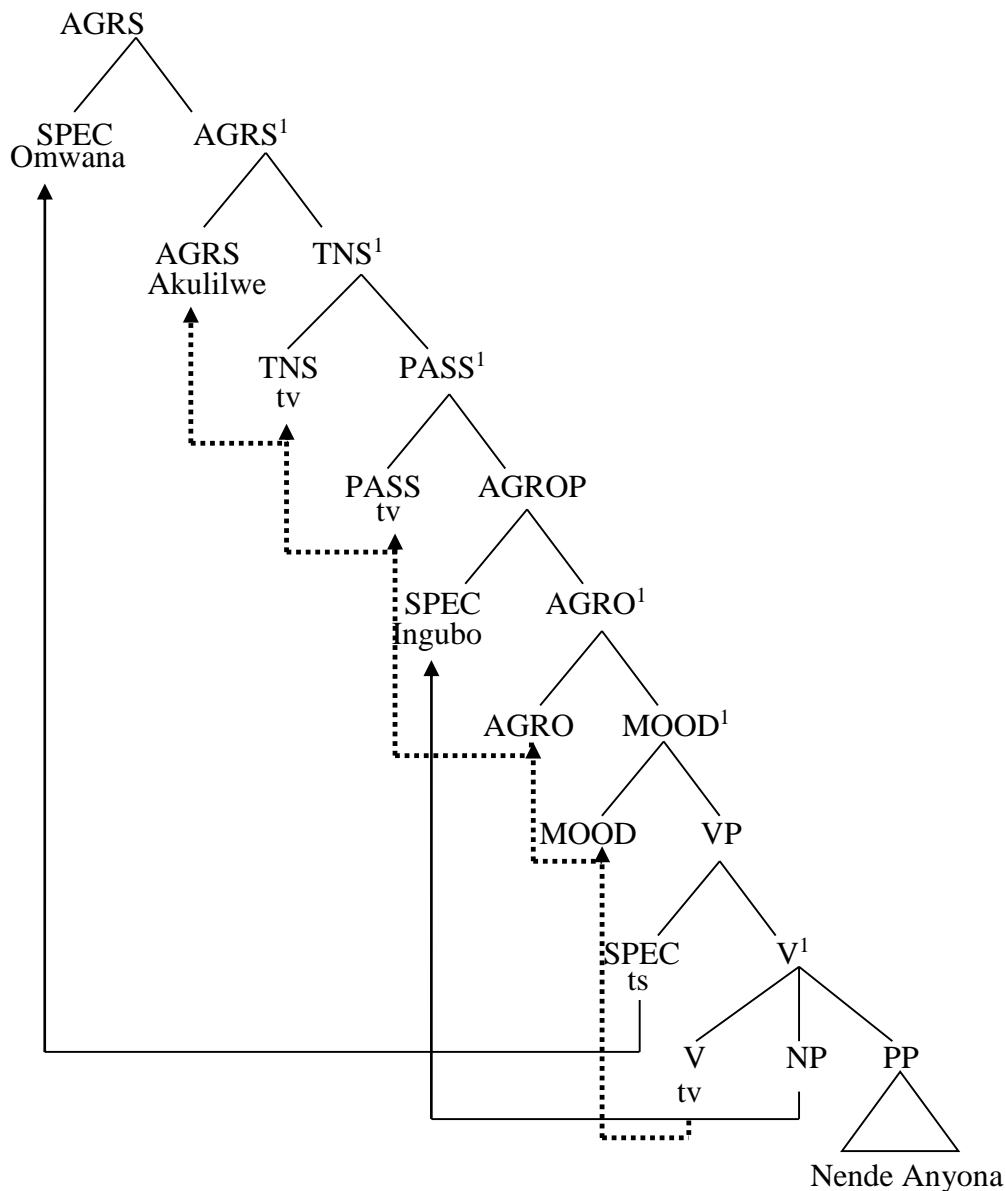 AGRS
SPEC AGRS¹
Omwana
AGRS TNS¹
Akulilwe
TNS PASS¹
tv
PASS AGROP
tv
SPEC AGRO¹
Ingubo
AGRO MOOD¹
MOOD VP
SPEC V¹
ts
V NP PP
tv
Nende Anyona